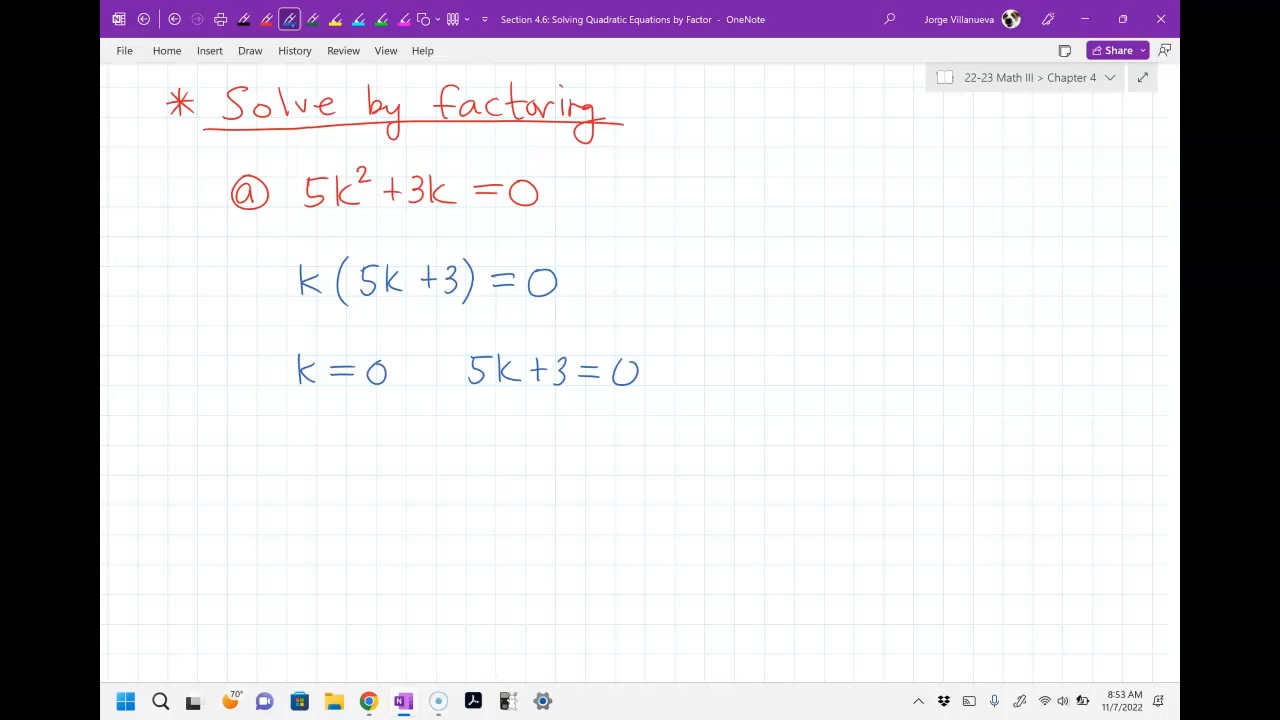 Section 4.6: Solving Quadratic Equations by Factor - OneNote
Jorge Villanueva
File Home Insert Draw History Review View Help
Share
22-23 Math III > Chapter 4
* Solve by factoring
ⓐ 5k² + 3k = 0
k(5k + 3) = 0
k = 0 5k + 3 = 0
70°
8:53 AM
11/7/2022